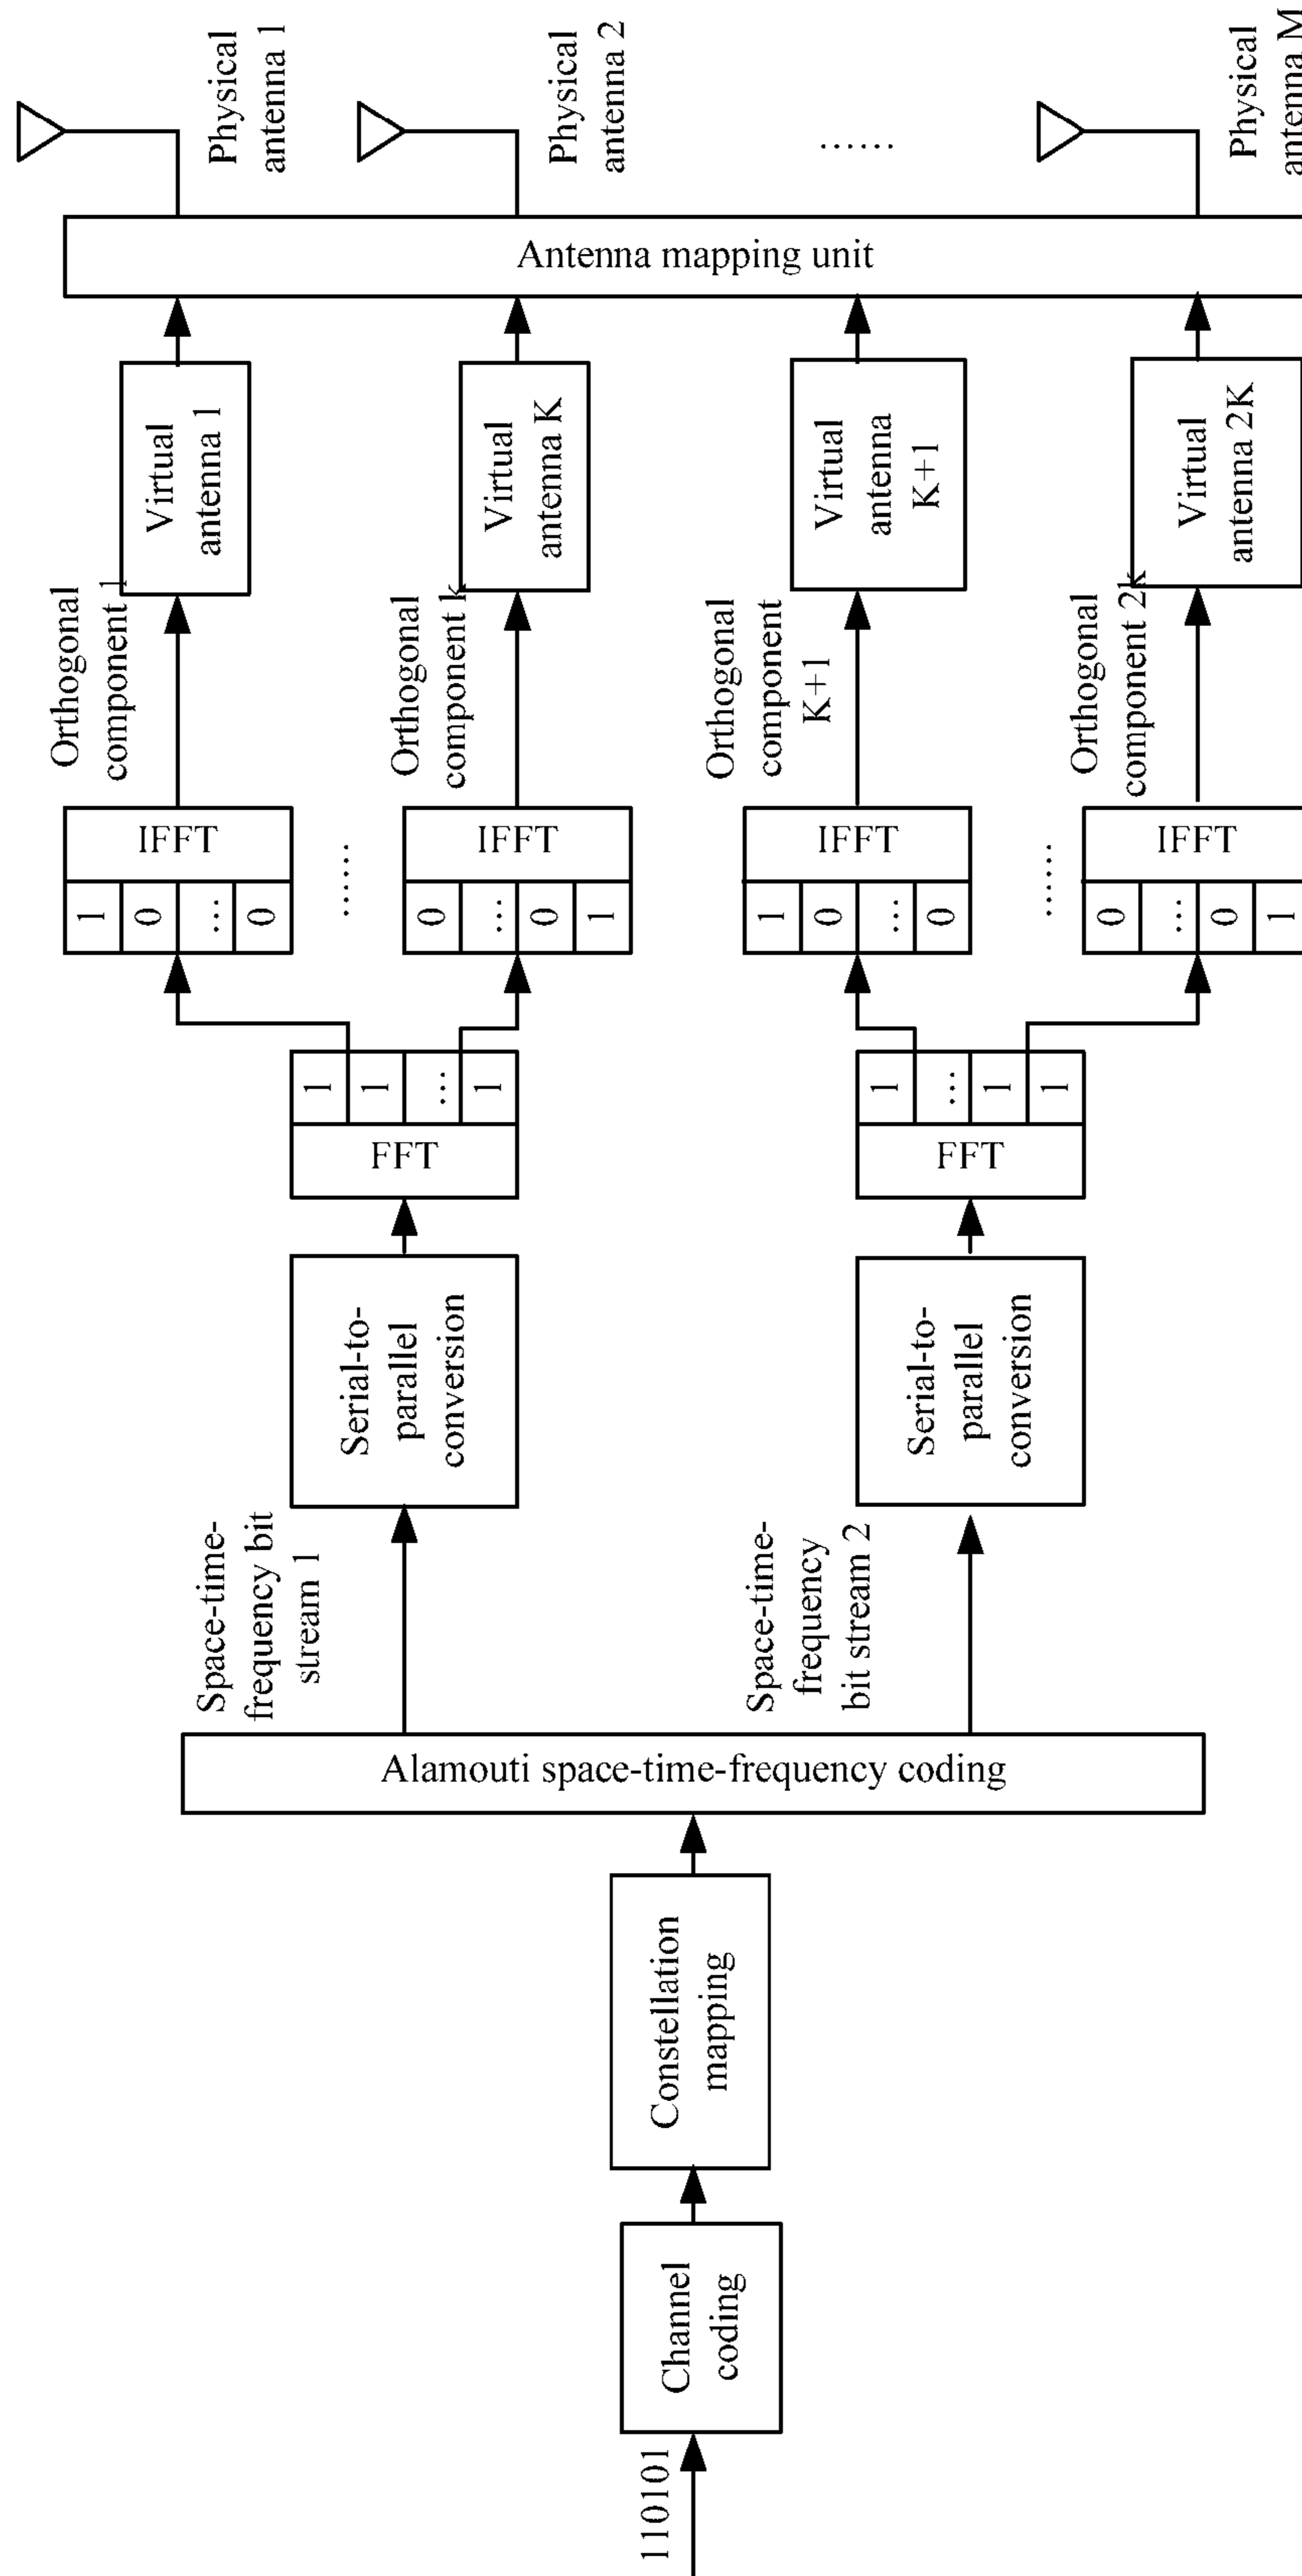 110101
Channel
coding
Constellation
mapping
Alamouti space-time-frequency coding
Space-time-
frequency bit
stream 1
Serial-to-
parallel
conversion
FFT
1
1
...
1
1
0
...
0
IFFT
Orthogonal
component 1
Virtual
antenna 1
......
0
...
0
1
IFFT
Orthogonal
component k
Virtual
antenna K
Space-time-
frequency
bit stream 2
Serial-to-
parallel
conversion
FFT
1
...
1
1
1
0
...
0
IFFT
Orthogonal
component
K+1
Virtual
antenna
K+1
......
0
...
0
1
IFFT
Orthogonal
component 2k
Virtual
antenna 2K
Antenna mapping unit
Physical
antenna 1
Physical
antenna 2
......
Physical
antenna M